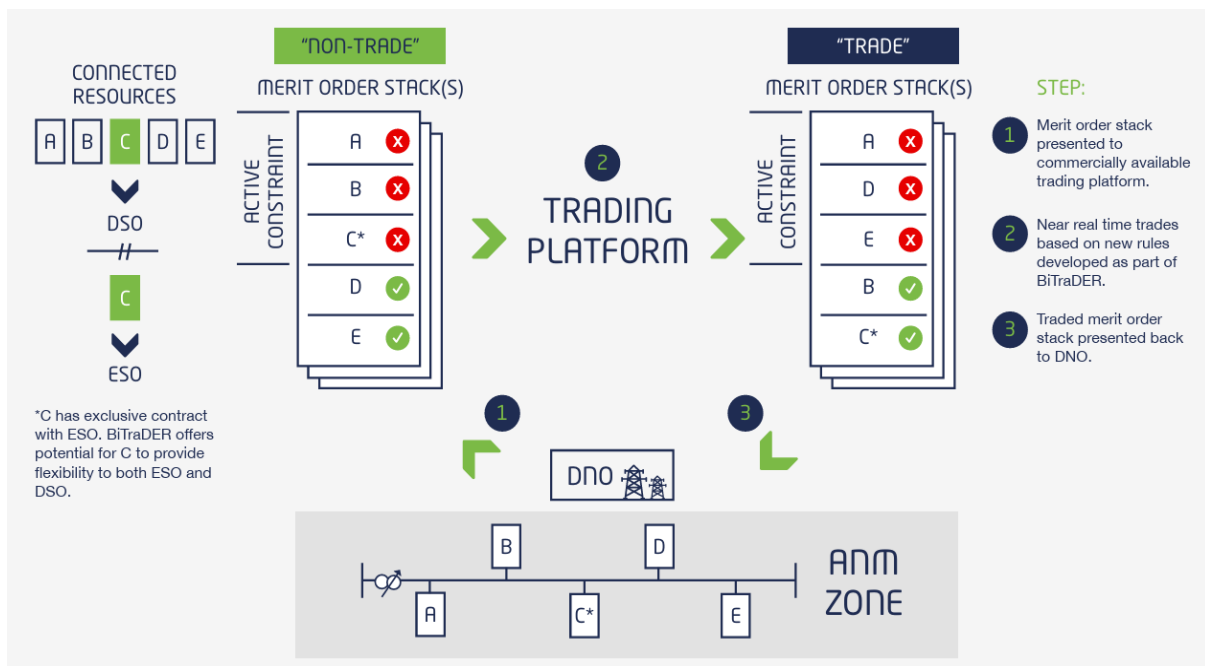 CONNECTED
RESOURCES
A B C D E
DSO
C
ESO
*C has exclusive contract
with ESO. BiTraDER offers
potential for C to provide
flexibility to both ESO and
DSO.
"NON-TRADE"
MERIT ORDER STACK(S)
ACTIVE
CONSTRAINT
A X
B X
C* X
D ✓
E ✓
2
TRADING
PLATFORM
"TRADE"
MERIT ORDER STACK(S)
ACTIVE
CONSTRAINT
A X
D X
E X
B ✓
C* ✓
STEP:
1 Merit order stack
presented to
commercially available
trading platform.
2 Near real time trades
based on new rules
developed as part of
BiTraDER.
3 Traded merit order
stack presented back
to DNO.
1
3
DNO
B D
A C* E
ANM
ZONE